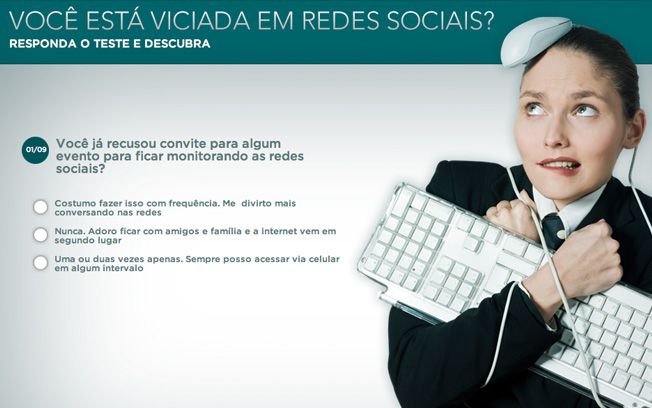 VOCÊ ESTÁ VICIADA EM REDES SOCIAIS?
RESPONDA O TESTE E DESCUBRA
01/09
Você já recusou convite para algum
evento para ficar monitorando as redes
sociais?
Costumo fazer isso com frequência. Me divirto mais
conversando nas redes
Nunca. Adoro ficar com amigos e família e a internet vem em
segundo lugar
Uma ou duas vezes apenas. Sempre posso acessar via celular
em algum intervalo